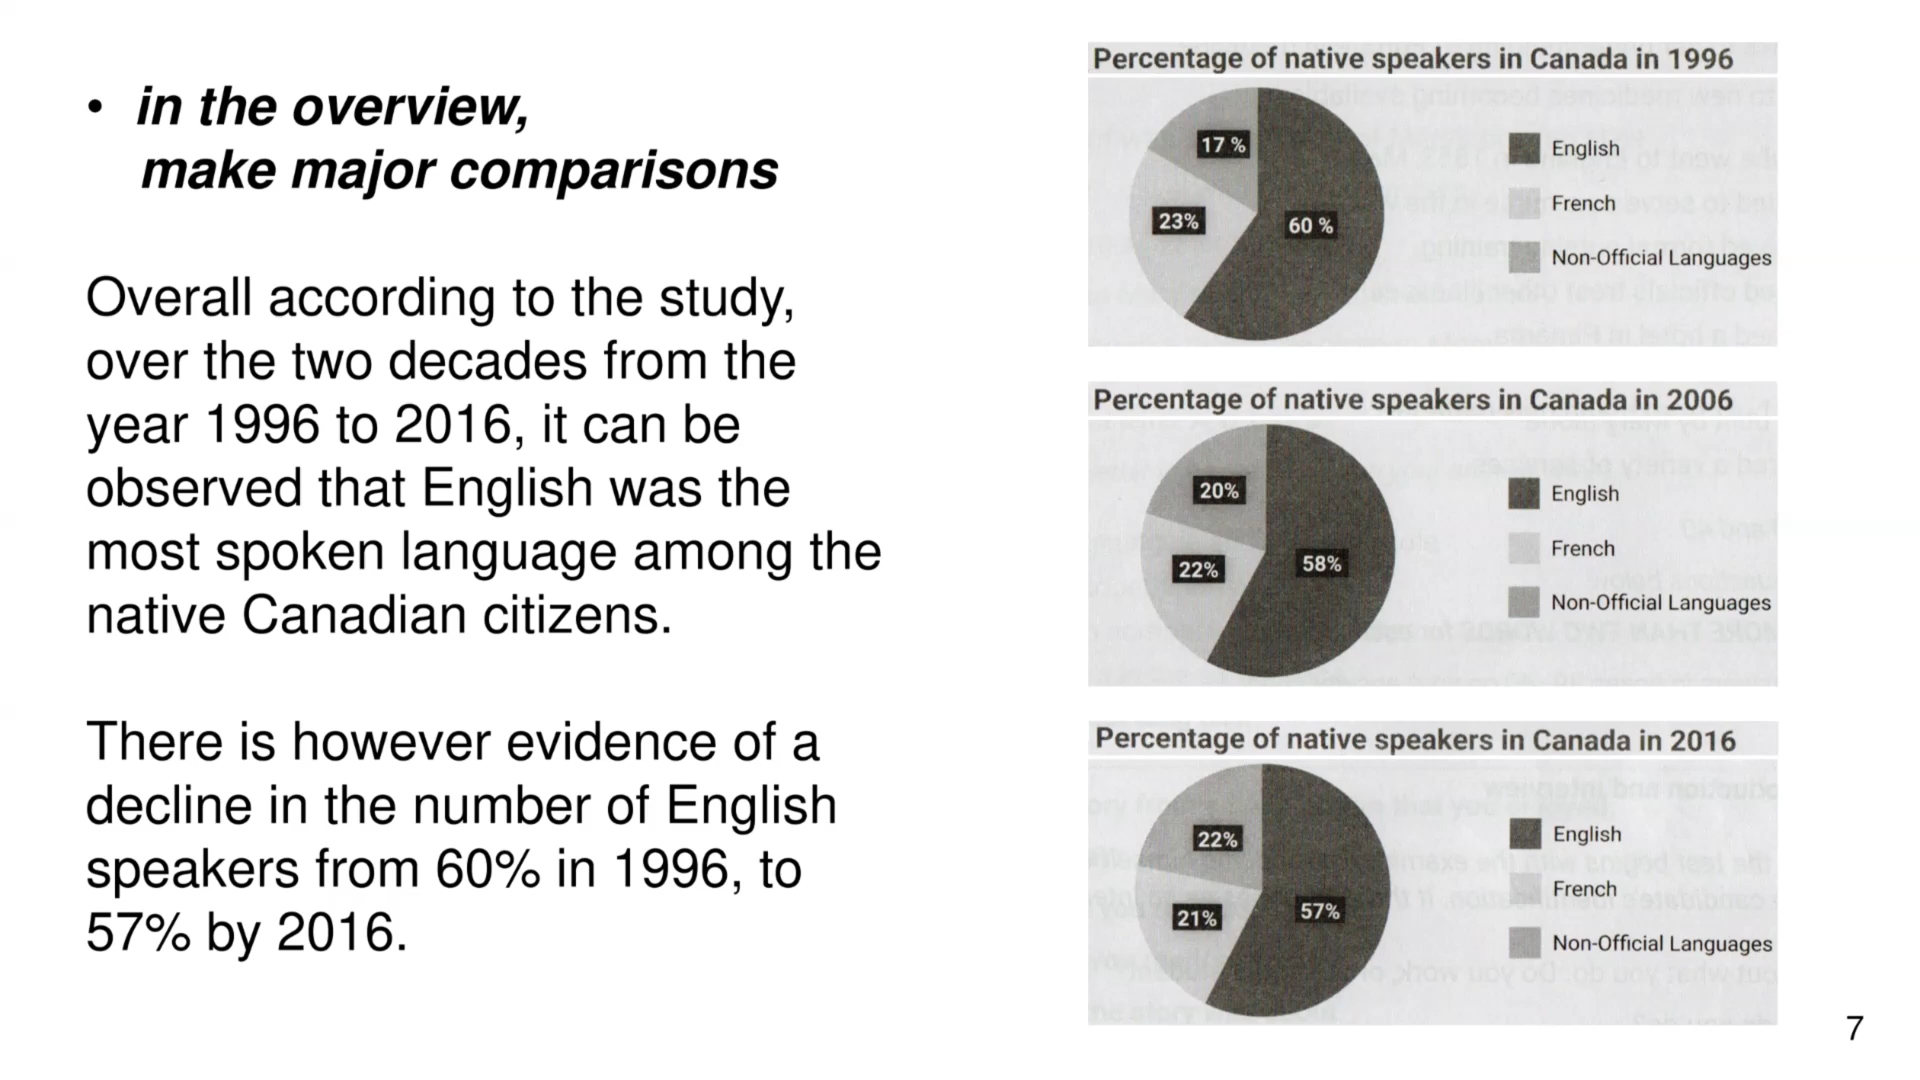 • in the overview,
make major comparisons
Overall according to the study,
over the two decades from the
year 1996 to 2016, it can be
observed that English was the
most spoken language among the
native Canadian citizens.
There is however evidence of a
decline in the number of English
speakers from 60% in 1996, to
57% by 2016.
Percentage of native speakers in Canada in 1996
17 %
23%
60 %
English
French
Non-Official Languages
Percentage of native speakers in Canada in 2006
20%
22%
58%
English
French
Non-Official Languages
Percentage of native speakers in Canada in 2016
22%
21%
57%
English
French
Non-Official Languages
7